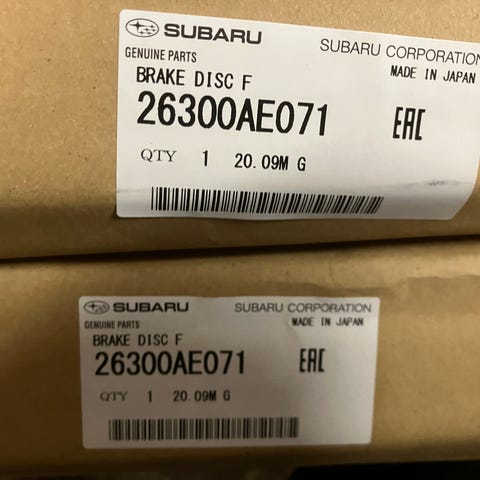 SUBARU SUBARU CORPORATION
GENUINE PARTS MADE IN JAPAN
BRAKE DISC F
26300AE071 EAC
QTY 1 20.09M G
SUBARU SUBARU CORPORATION
GENUINE PARTS MADE IN JAPAN
BRAKE DISC F
26300AE071 EAC
QTY 1 20.09M G